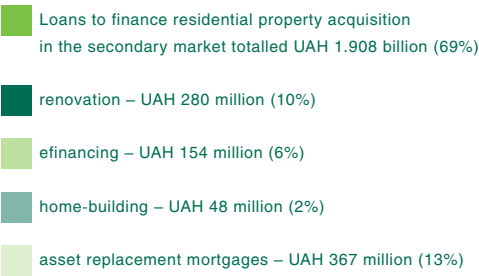 Loans to finance residential property acquisition
in the secondary market totalled UAH 1.908 billion (69%)
renovation – UAH 280 million (10%)
efinancing – UAH 154 million (6%)
home-building – UAH 48 million (2%)
asset replacement mortgages – UAH 367 million (13%)